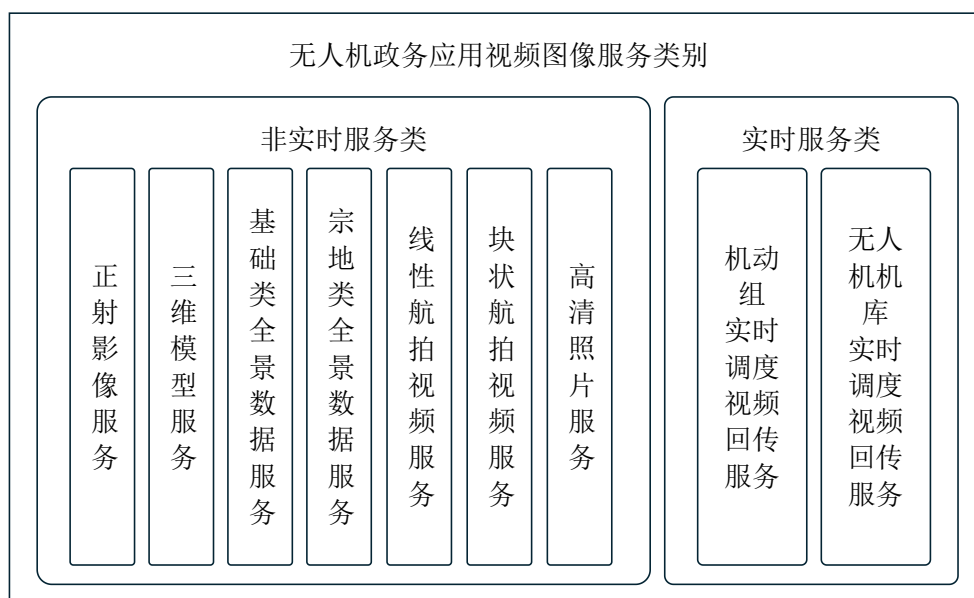 无人机政务应用视频图像服务类别
非实时服务类
正射影像服务
三维模型服务
基础类全景数据服务
宗地类全景数据服务
线性航拍视频服务
块状航拍视频服务
高清照片服务
实时服务类
机动
组
实时
调度
视频
回传
服务
无人
机机
库
实时
调度
视频
回传
服务